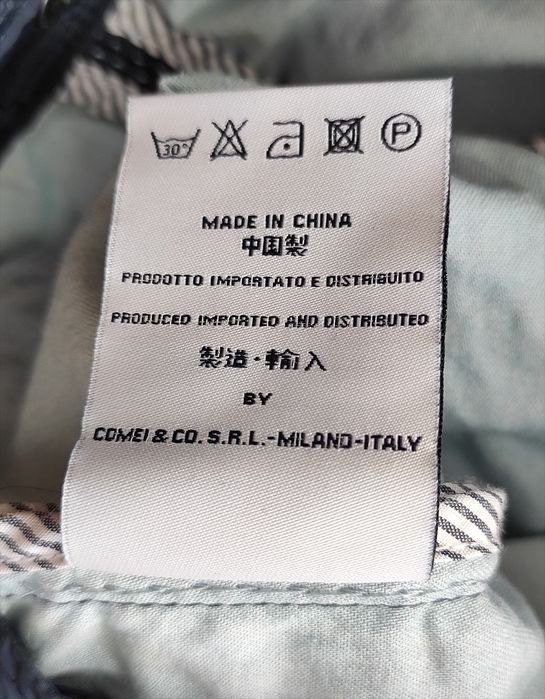 30°
P
MADE IN CHINA
中国製
PRODOTTO IMPORTATO E DISTRIBUITO
PRODUCED IMPORTED AND DISTRIBUTED
製造·輸入
BY
COMEI & CO. S.R.L.-MILANO-ITALY